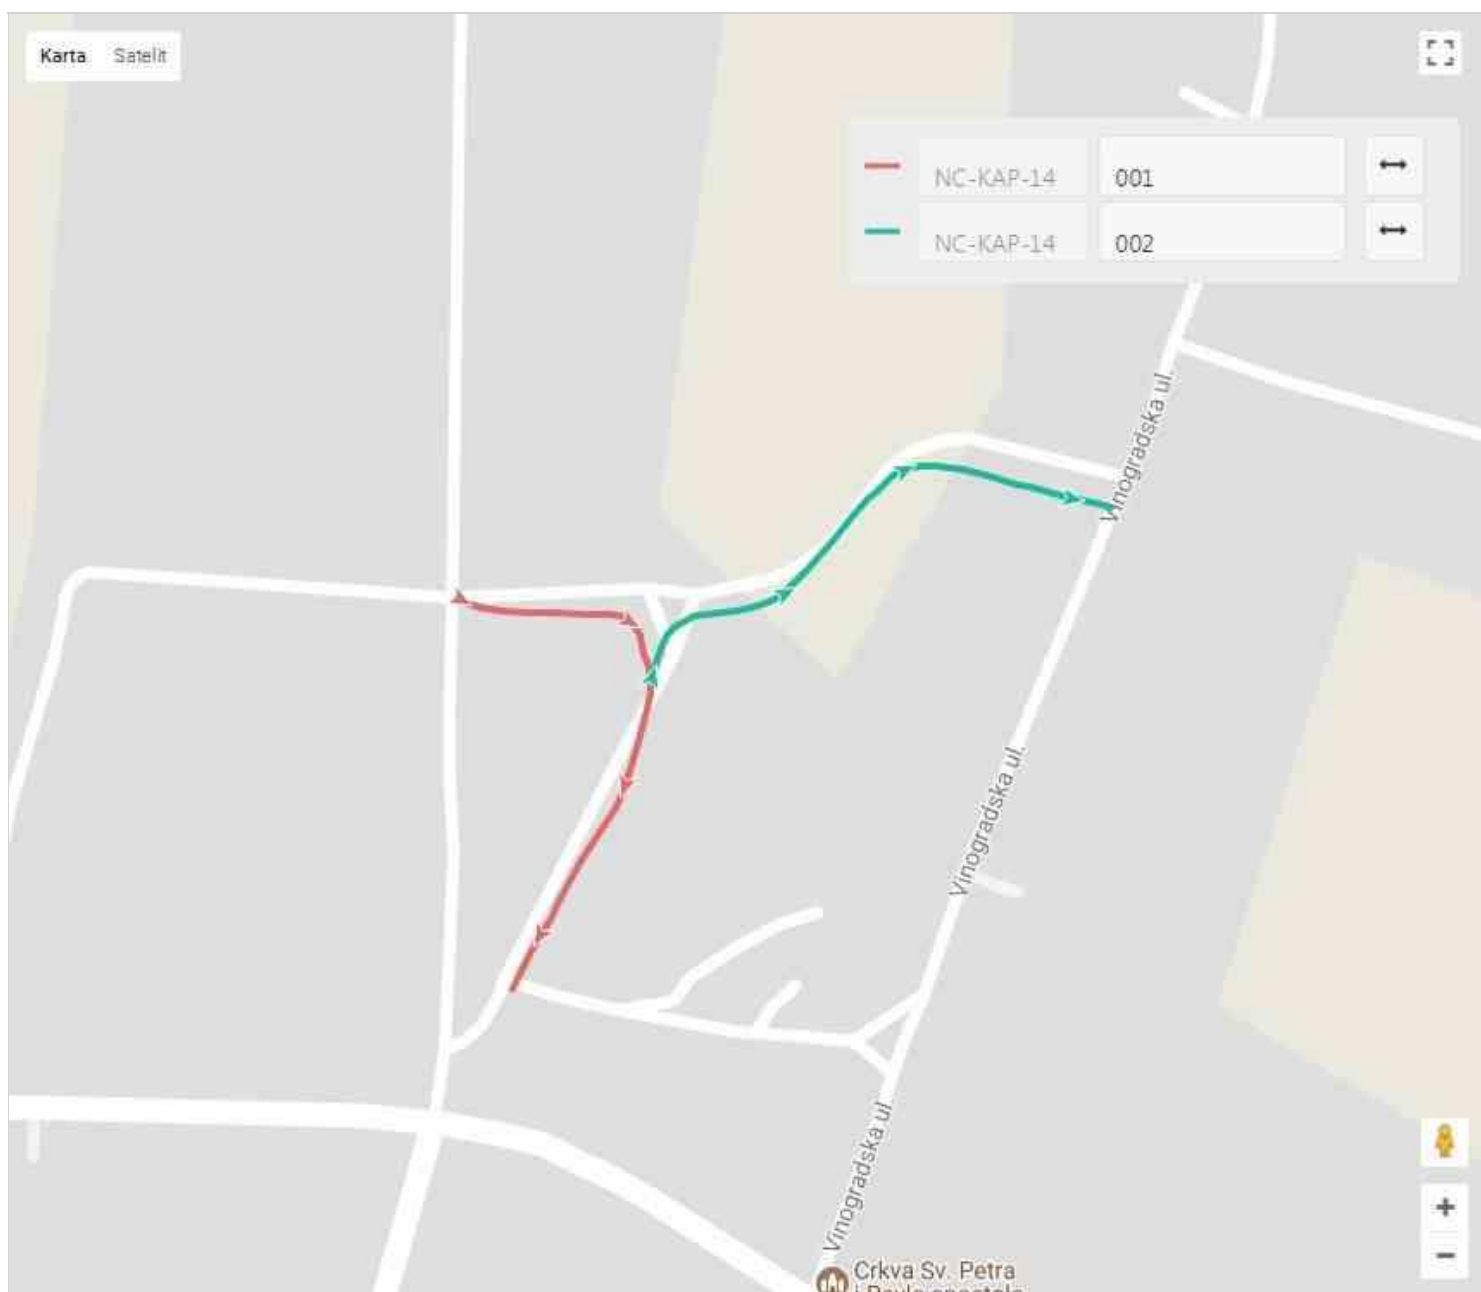 Karta Satelit
NC-KAP-14 001
NC-KAP-14 002
Vinogradska ul.
Vinogradska ul.
Vinogradska ul.
Crkva Sv. Petra